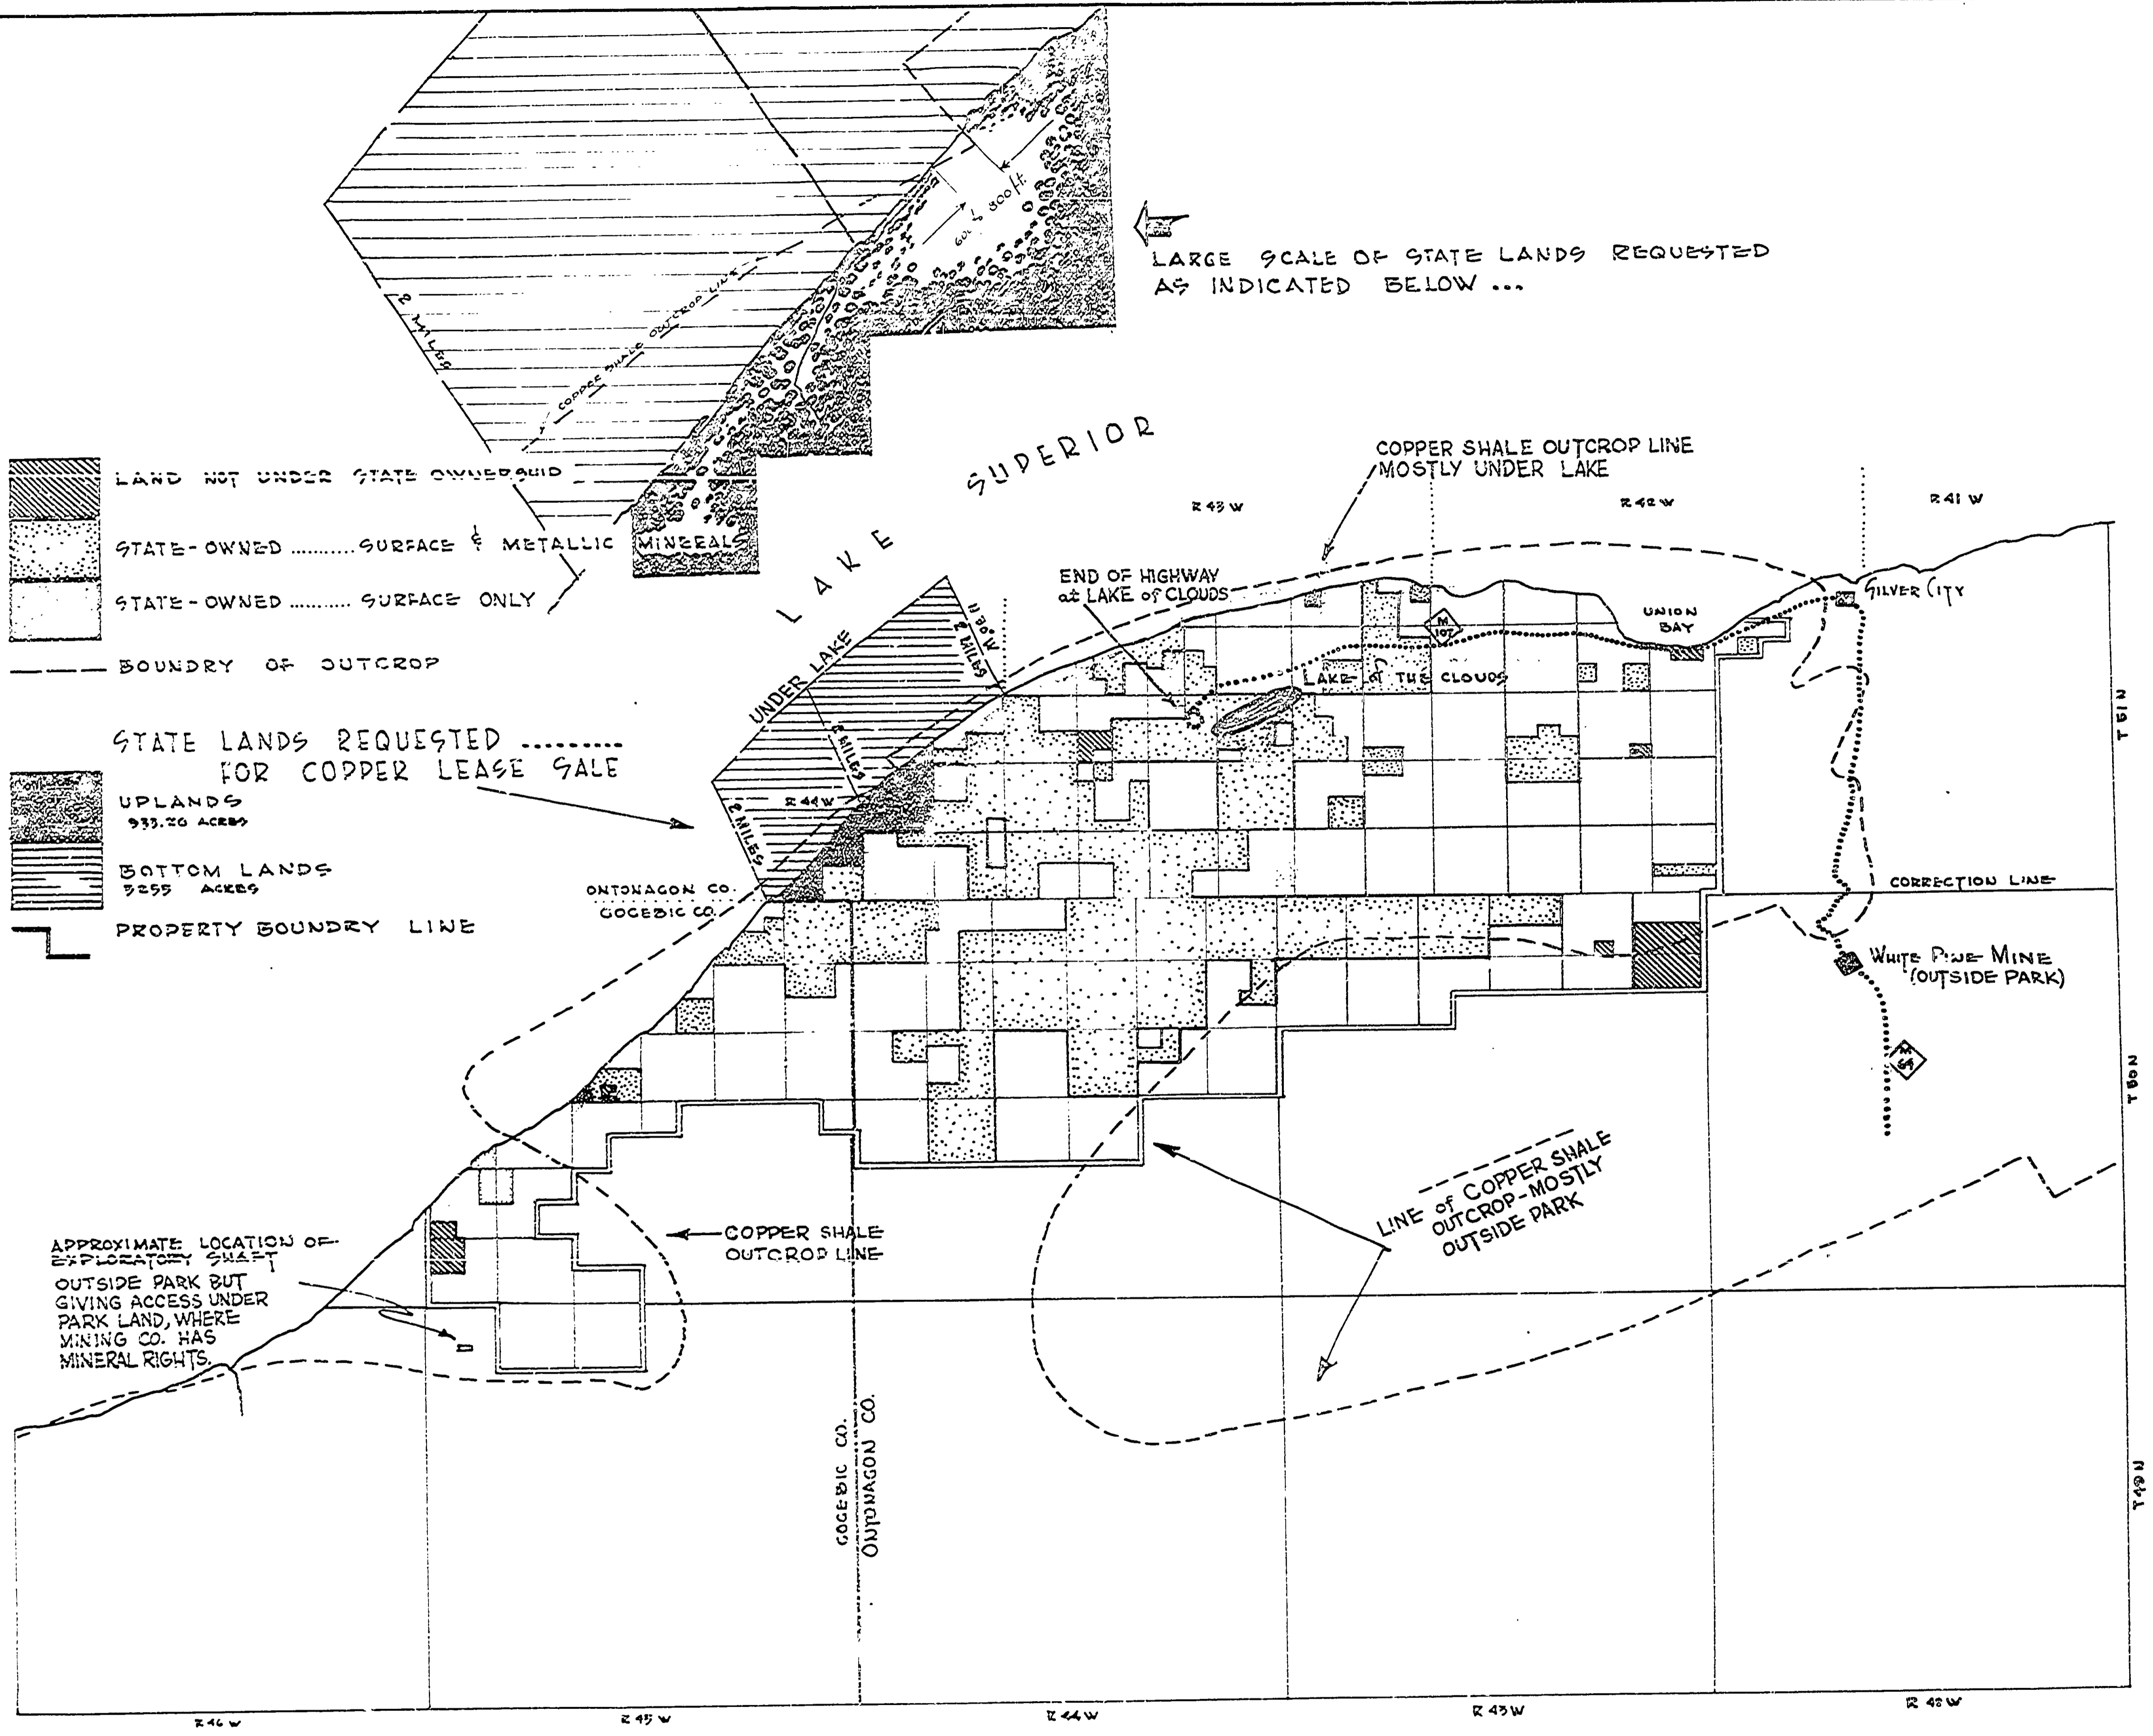 2 MILES
COPPER SHALE OUTCROP LINE
800 ft.
LARGE SCALE OF STATE LANDS REQUESTED
AS INDICATED BELOW ...
LAND NOT UNDER STATE OWNERSHIP
STATE-OWNED ........... SURFACE & METALLIC MINERALS
STATE-OWNED ........... SURFACE ONLY
BOUNDRY OF OUTCROP
STATE LANDS REQUESTED ........
FOR COPPER LEASE SALE
UPLANDS
933.20 ACRES
BOTTOM LANDS
3255 ACRES
PROPERTY BOUNDRY LINE
LAKE SUPERIOR
COPPER SHALE OUTCROP LINE
MOSTLY UNDER LAKE
R 43 W
R 42 W
R 41 W
END OF HIGHWAY
at LAKE of CLOUDS
SILVER CITY
UNION
BAY
M
107
LAKE of THE CLOUDS
UNDER LAKE
2 MILES
2 MILES
2 MILES
R 44 W
T 51 N
ONTONAGON CO.
GOGEBIC CO.
CORRECTION LINE
WHITE PINE MINE
(OUTSIDE PARK)
M
64
T 50 N
LINE of COPPER SHALE
OUTCROP-MOSTLY
OUTSIDE PARK
COPPER SHALE
OUTCROP LINE
APPROXIMATE LOCATION OF
EXPLORATORY SHAFT
OUTSIDE PARK BUT
GIVING ACCESS UNDER
PARK LAND, WHERE
MINING CO. HAS
MINERAL RIGHTS.
GOGEBIC CO.
ONTONAGON CO.
T 49 N
R 46 W
R 45 W
R 44 W
R 43 W